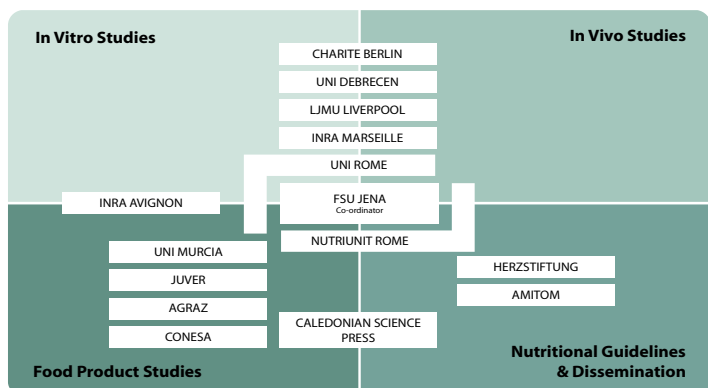 In Vitro Studies
In Vivo Studies
CHARITE BERLIN
UNI DEBRECEN
LJMU LIVERPOOL
INRA MARSEILLE
UNI ROME
INRA AVIGNON
FSU JENA
Co-ordinator
NUTRIUNIT ROME
UNI MURCIA
JUVER
AGRAZ
CONESA
HERZSTIFTUNG
AMITOM
CALEDONIAN SCIENCE
PRESS
Food Product Studies
Nutritional Guidelines
& Dissemination